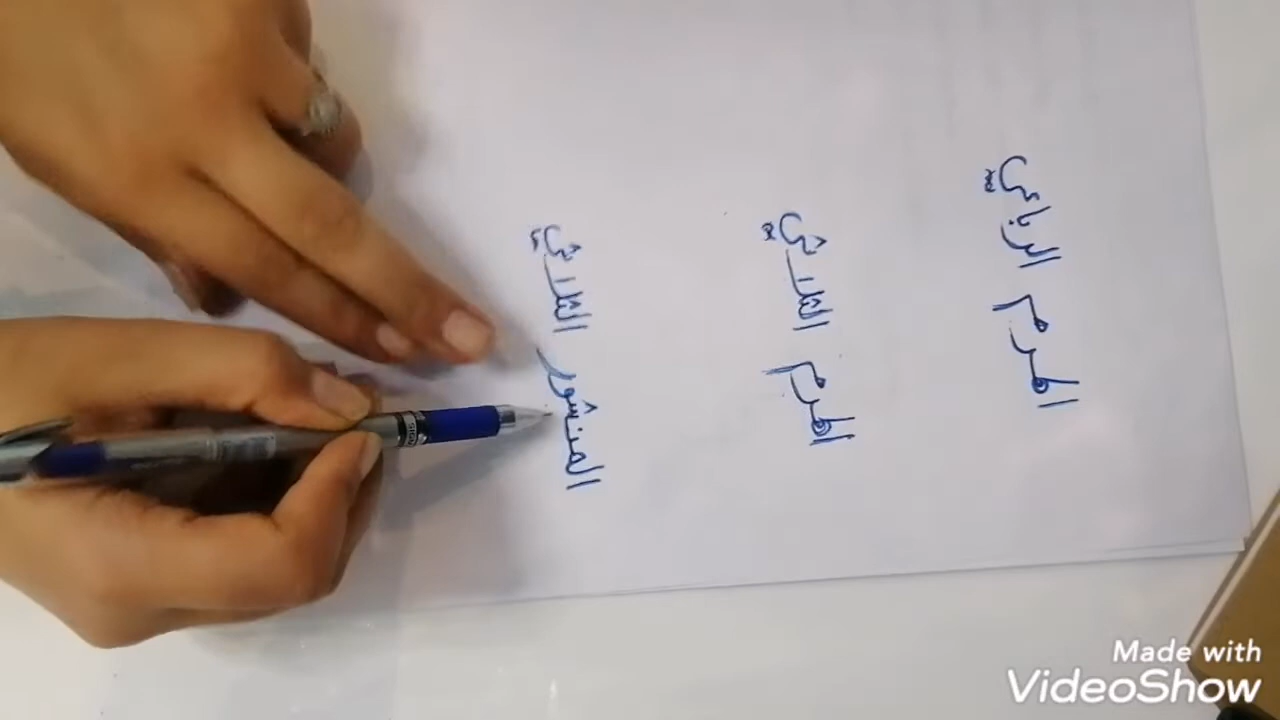 الهرم الرباعي
الهرم الثلاثي
المنشور الثلاثي
Made with
VideoShow